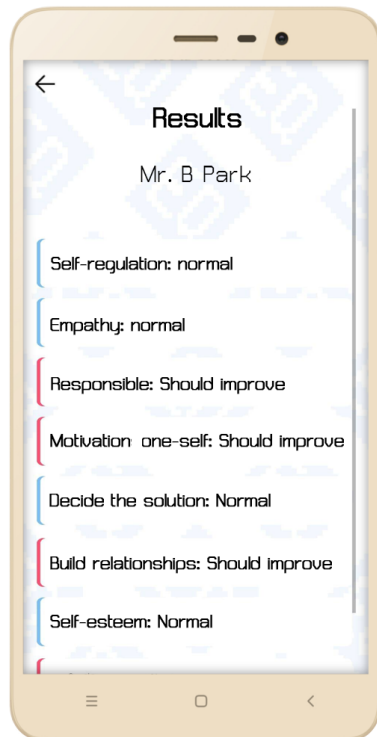 Results
Mr. B Park
Self-regulation: normal
Empathy: normal
Responsible: Should improve
Motivation one-self: Should improve
Decide the solution: Normal
Build relationships: Should improve
Self-esteem: Normal